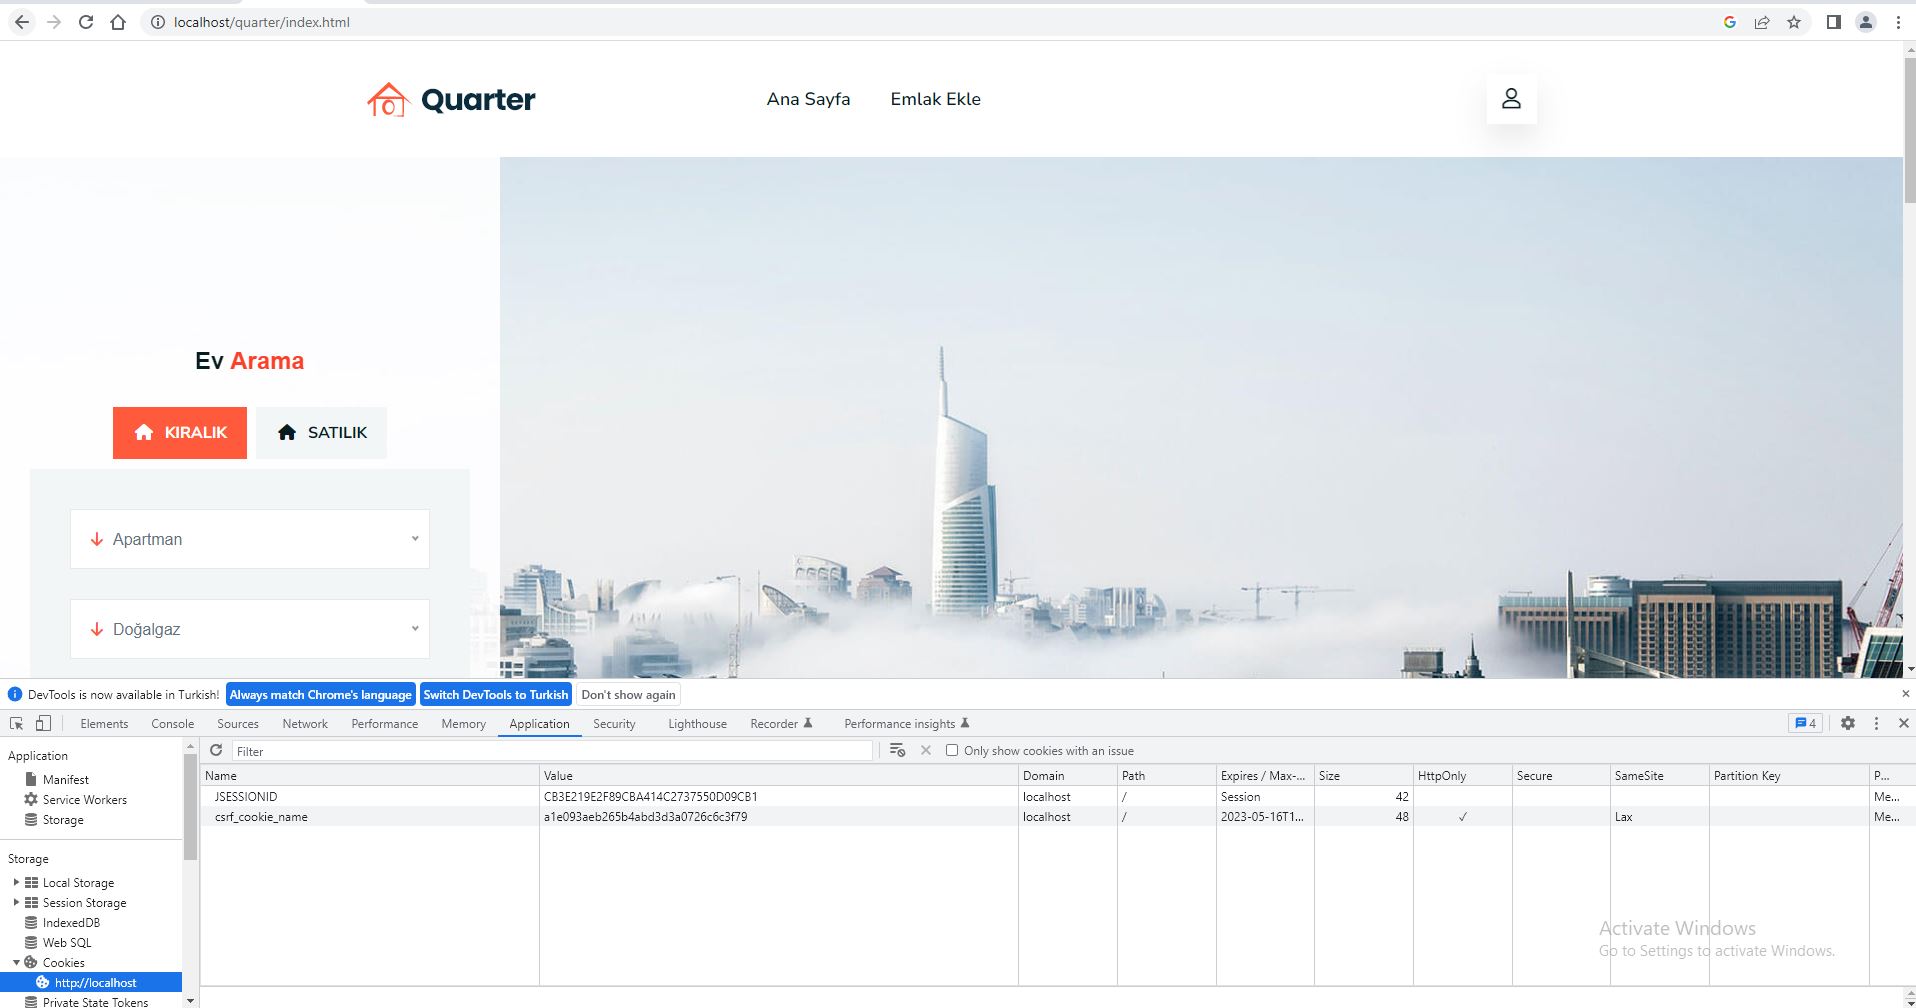 localhost/quarter/index.html
Quarter
Ana Sayfa
Emlak Ekle
Ev Arama
KIRALIK
SATILIK
Apartman
Doğalgaz
DevTools is now available in Turkish! Always match Chrome's language Switch DevTools to Turkish Don't show again
Elements Console Sources Network Performance Memory Application Security Lighthouse Recorder Performance insights 4
Application
Manifest
Service Workers
Storage
Storage
Local Storage
Session Storage
IndexedDB
Web SQL
Cookies
http://localhost
Private State Tokens
Filter
Only show cookies with an issue
Name Value Domain Path Expires / Max-... Size HttpOnly Secure SameSite Partition Key P...
JSESSIONID CB3E219E2F89CBA414C2737550D09CB1 localhost / Session 42 Me...
csrf_cookie_name a1e093aeb265b4abd3d3a0726c6c3f79 localhost / 2023-05-16T1... 48 ✓ Lax Me...
Activate Windows
Go to Settings to activate Windows.